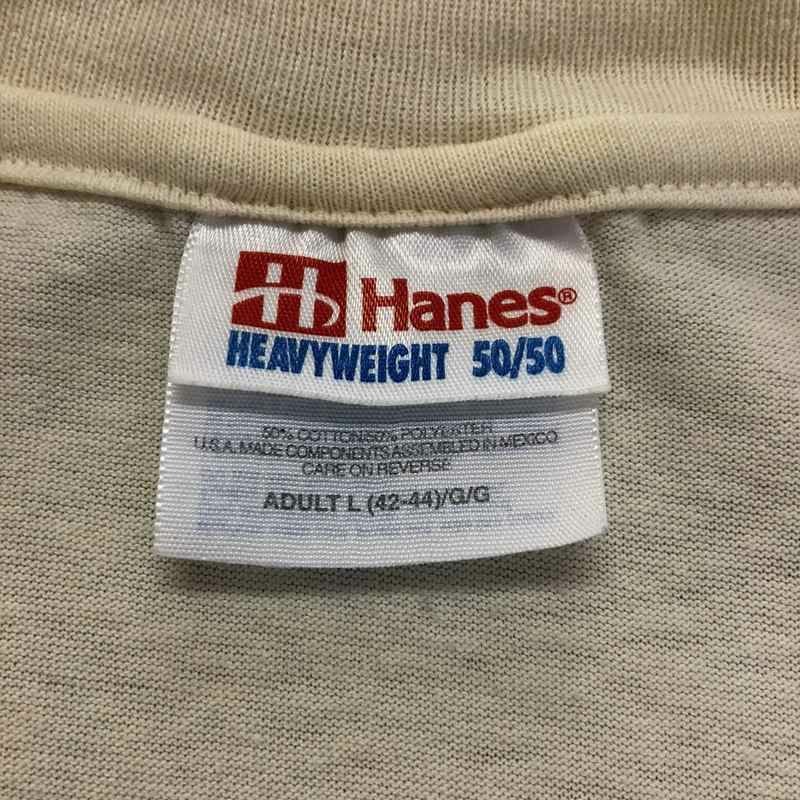 Hanes®
HEAVYWEIGHT 50/50
50% COTTON/50% POLYESTER
U.S.A. MADE COMPONENTS ASSEMBLED IN MEXICO
CARE ON REVERSE
ADULT L (42-44)/G/G